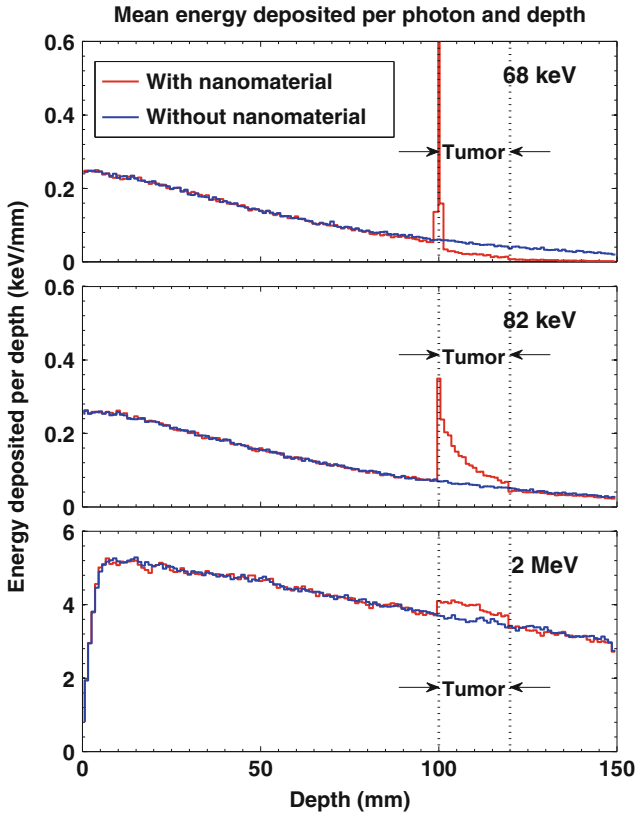 Mean energy deposited per photon and depth
Energy deposited per depth (keV/mm)
0.6
0.4
0.2
0
With nanomaterial
Without nanomaterial
68 keV
Tumor
0.6
0.4
0.2
0
82 keV
Tumor
6
4
2
0
2 MeV
Tumor
0
50
100
150
Depth (mm)